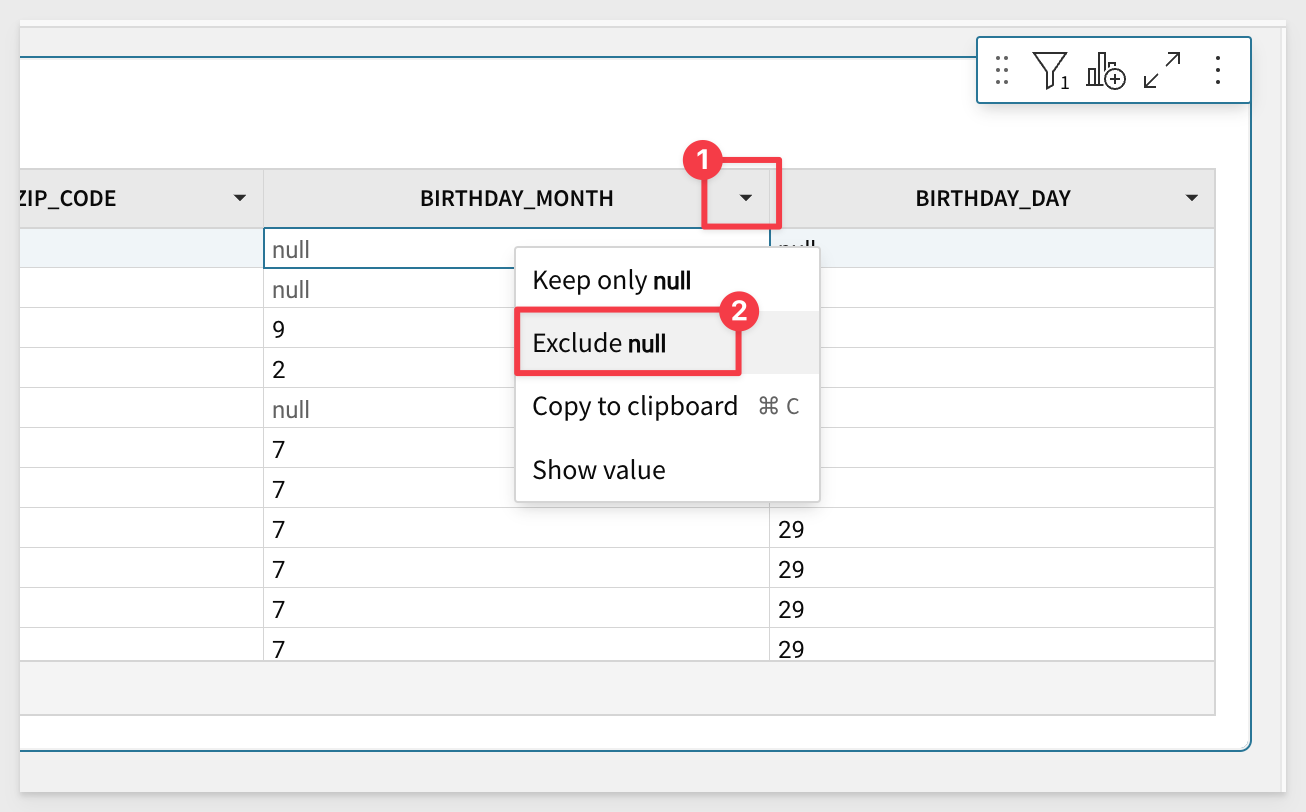 1
1
ZIP_CODE BIRTHDAY_MONTH BIRTHDAY_DAY
null null
Keep only null
null
2
9
Exclude null
2
Copy to clipboard ⌘ C
null
7
Show value
7
7 29
7 29
7 29
7 29